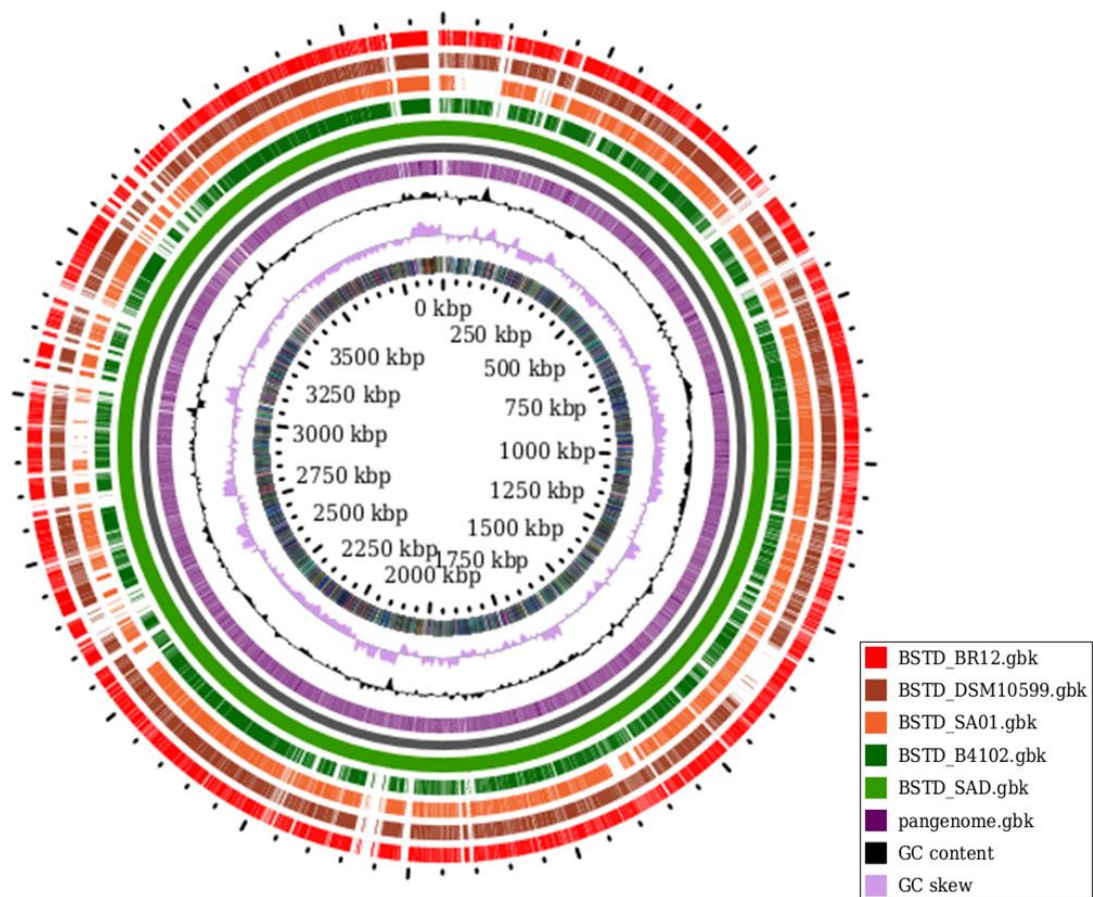 0 kbp
250 kbp
500 kbp
750 kbp
1000 kbp
1250 kbp
1500 kbp
1750 kbp
2000 kbp
2250 kbp
2500 kbp
2750 kbp
3000 kbp
3250 kbp
3500 kbp
BSTD_BR12.gbk
BSTD_DSM10599.gbk
BSTD_SA01.gbk
BSTD_B4102.gbk
BSTD_SAD.gbk
pangenome.gbk
GC content
GC skew